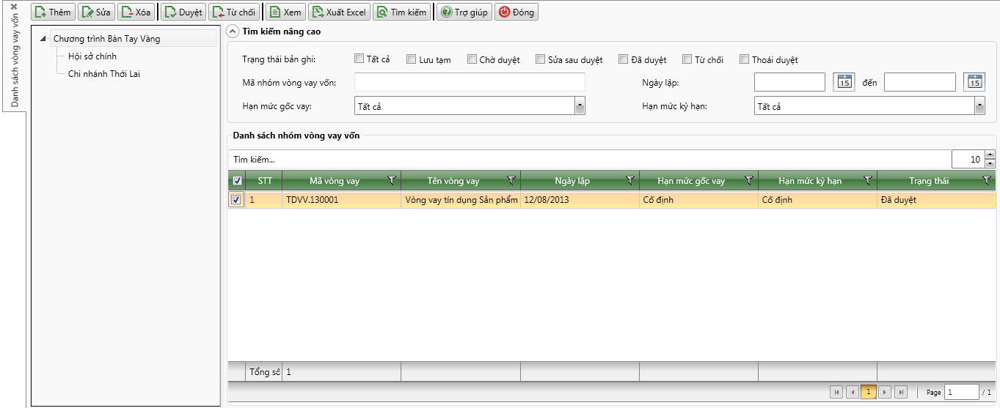 Danh sách vòng vay vốn
Thêm Sửa Xóa Duyệt Từ chối Xem Xuất Excel Tìm kiếm Trợ giúp Đóng
Chương trình Bàn Tay Vàng
Hội sở chính
Chi nhánh Thới Lai
Tìm kiếm nâng cao
Trạng thái bản ghi: Tất cả Lưu tạm Chờ duyệt Sửa sau duyệt Đã duyệt Từ chối Thoái duyệt
Mã nhóm vòng vay vốn: Ngày lập: 15 đến 15
Hạn mức gốc vay: Tất cả Hạn mức kỳ hạn: Tất cả
Danh sách nhóm vòng vay vốn
Tìm kiếm... 10
STT Mã vòng vay Tên vòng vay Ngày lập Hạn mức gốc vay Hạn mức kỳ hạn Trạng thái
1 TDVV.130001 Vòng vay tín dụng Sản phẩm 12/08/2013 Cố định Cố định Đã duyệt
Tổng số 1
1 Page 1 / 1